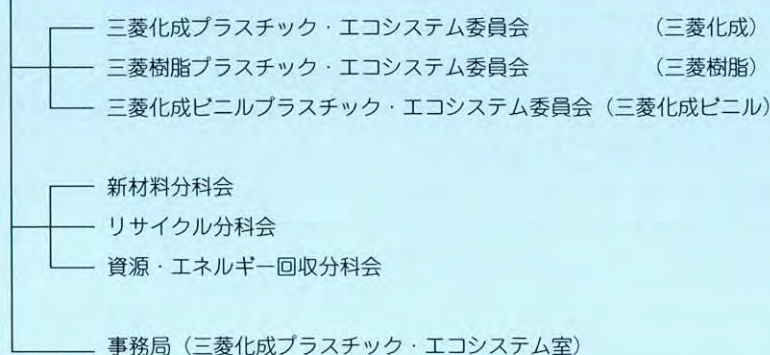 三菱化成プラスチック・エコシステム委員会 (三菱化成)
三菱樹脂プラスチック・エコシステム委員会 (三菱樹脂)
三菱化成ビニルプラスチック・エコシステム委員会 (三菱化成ビニル)
新材料分科会
リサイクル分科会
資源・エネルギー回収分科会
事務局 (三菱化成プラスチック・エコシステム室)